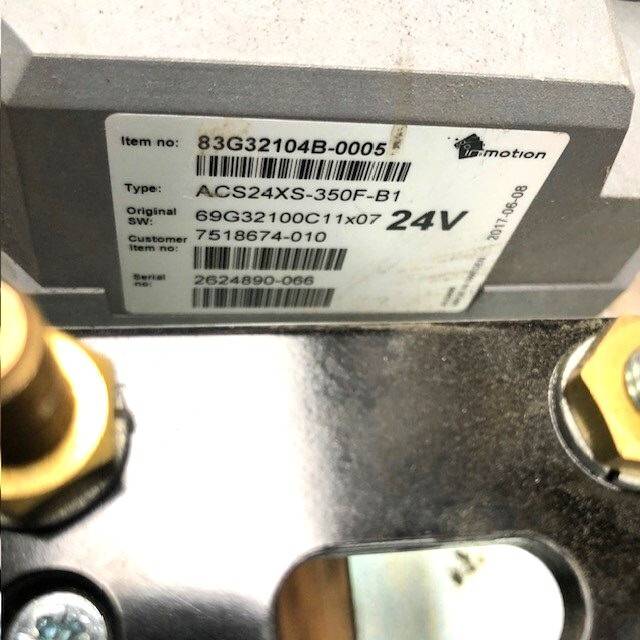 Item no: 83G32104B-0005
motion
Type: ACS24XS-350F-B1
Original SW: 69G32100C11x07
24V
Customer item no: 7518674-010
Serial no: 2624890-066
2017-06-08